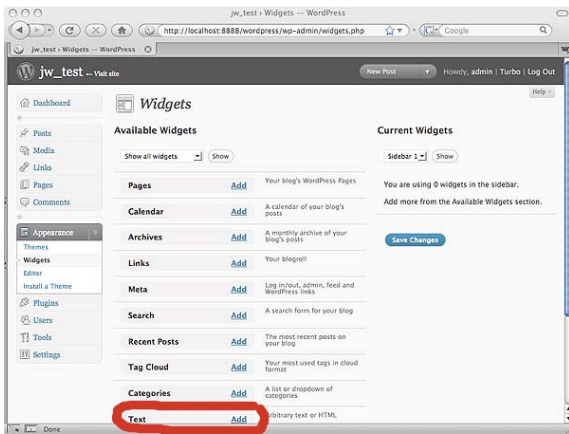 jw_test › Widgets — WordPress
http://localhost:8888/wordpress/wp-admin/widgets.php
Google
jw_test › Widgets — WordPress
jw_test — Visit site
New Post
Howdy, admin | Turbo | Log Out
Help
Dashboard
Posts
Media
Links
Pages
Comments
Appearance
Themes
Widgets
Editor
Install a Theme
Plugins
Users
Tools
Settings
Widgets
Available Widgets
Show all widgets
Show
Pages Add Your blog's WordPress Pages
Calendar Add A calendar of your blog's
posts
Archives Add A monthly archive of your
blog's posts
Links Add Your blogroll
Meta Add Log in/out, admin, feed and
WordPress links
Search Add A search form for your blog
Recent Posts Add The most recent posts on
your blog
Tag Cloud Add Your most used tags in cloud
format
Categories Add A list or dropdown of
categories
Text Add Arbitrary text or HTML
Current Widgets
Sidebar 1 Show
You are using 0 widgets in the sidebar.
Add more from the Available Widgets section.
Save Changes
Done